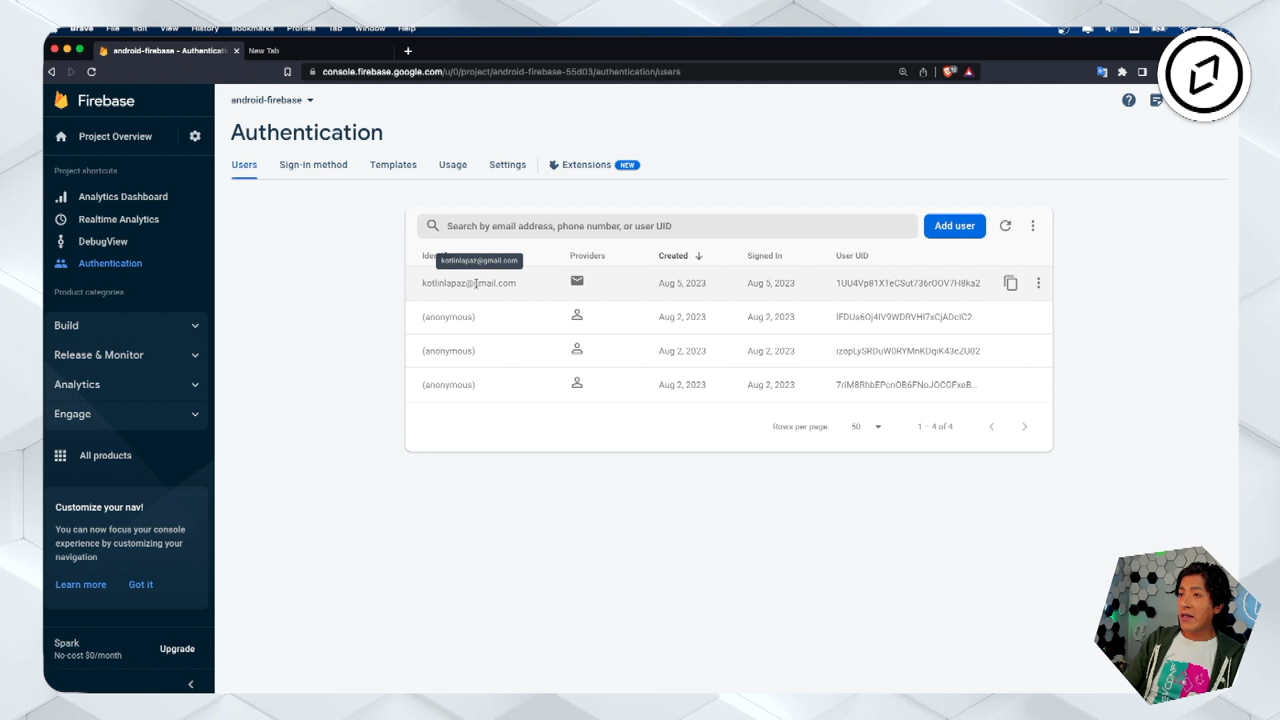 Brave File Edit View History Bookmarks Profiles Tab Window Help
android-firebase - Authenticati
New Tab
console.firebase.google.com/u/0/project/android-firebase-55d03/authentication/users
Firebase
android-firebase
Project Overview
Authentication
Users Sign-in method Templates Usage Settings Extensions NEW
Project shortcuts
Analytics Dashboard
Realtime Analytics
DebugView
Authentication
Product categories
Build
Release & Monitor
Analytics
Engage
All products
Customize your nav!
You can now focus your console
experience by customizing your
navigation
Learn more Got it
Spark
No-cost $0/month
Upgrade
Search by email address, phone number, or user UID
Add user
Providers Created Signed In User UID
kotlinlapaz@gmail.com
kotlinlapaz@gmail.com Aug 5, 2023 Aug 5, 2023
(anonymous) Aug 2, 2023 Aug 2, 2023
(anonymous) Aug 2, 2023 Aug 2, 2023
(anonymous) Aug 2, 2023 Aug 2, 2023
Rows per page: 50 1 – 4 of 4